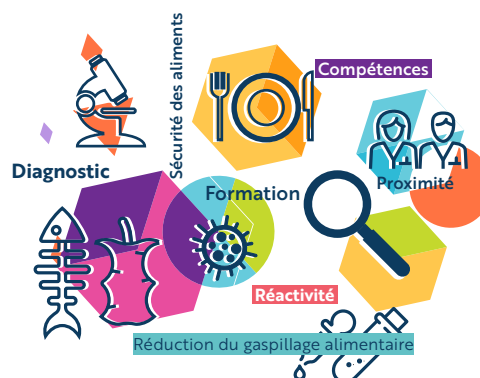 Sécurité des aliments
Compétences
Diagnostic
Proximité
Formation
Réactivité
Réduction du gaspillage alimentaire